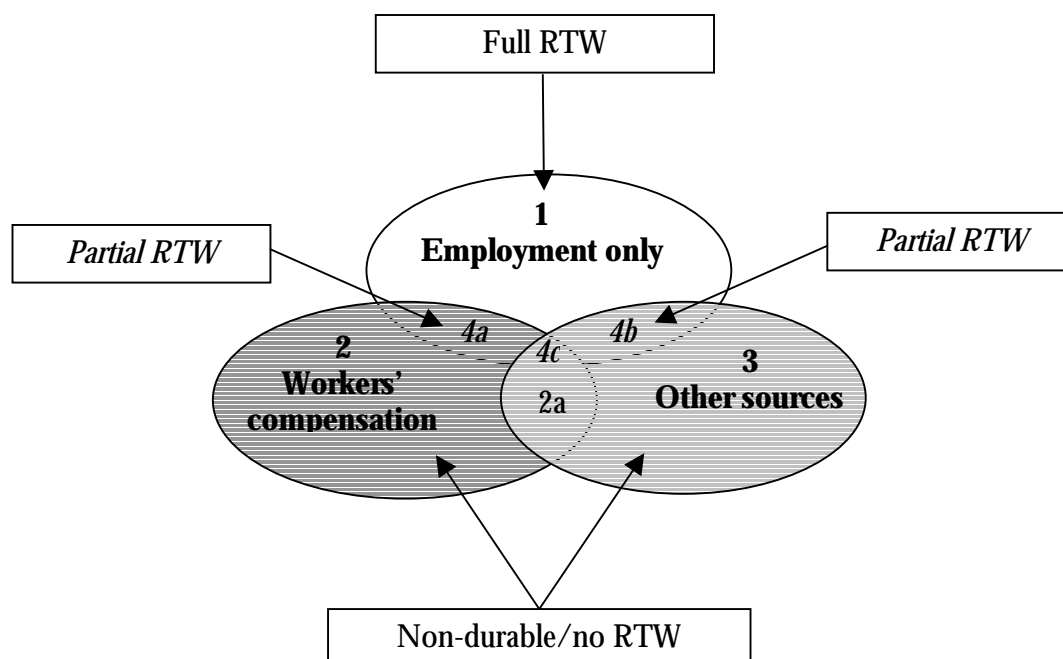 Full RTW
1
Employment only
Partial RTW
Partial RTW
4a
4b
4c
2
Workers’
compensation
3
Other sources
2a
Non-durable/no RTW